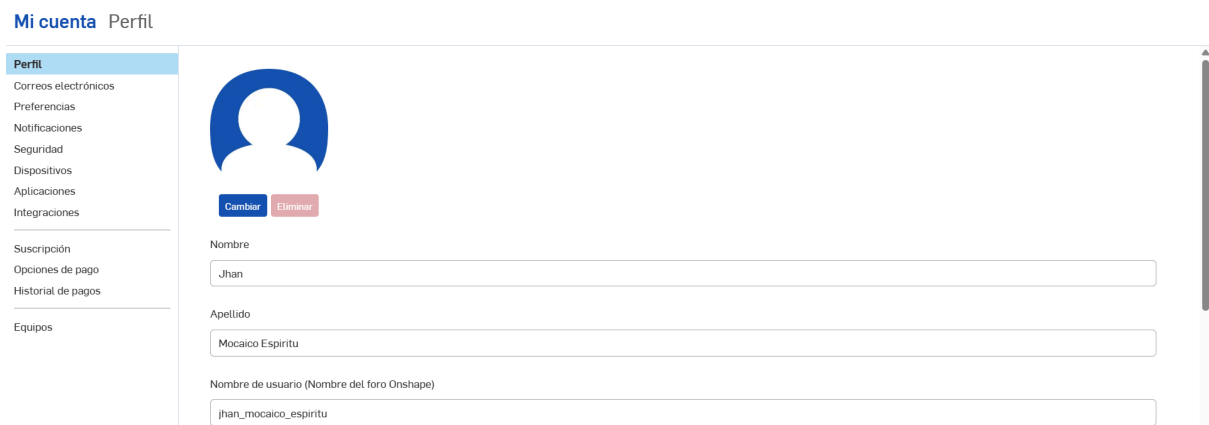 Mi cuenta Perfil
Perfil
Correos electrónicos
Preferencias
Notificaciones
Seguridad
Dispositivos
Aplicaciones
Integraciones
Suscripción
Opciones de pago
Historial de pagos
Equipos
Cambiar Eliminar
Nombre
Jhan
Apellido
Mocaico Espiritu
Nombre de usuario (Nombre del foro Onshape)
jhan_mocaico_espiritu